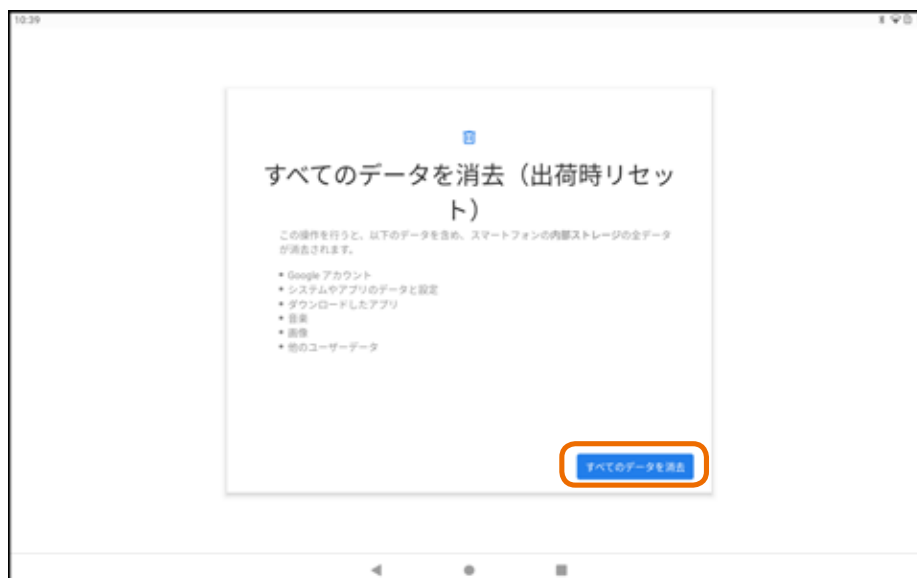 10:39
すべてのデータを消去（出荷時リセッ
ト）
この操作を行うと、以下のデータを含め、スマートフォンの内部ストレージの全データ
が消去されます。
• Google アカウント
• システムやアプリのデータと設定
• ダウンロードしたアプリ
• 音楽
• 画像
• 他のユーザーデータ
すべてのデータを消去